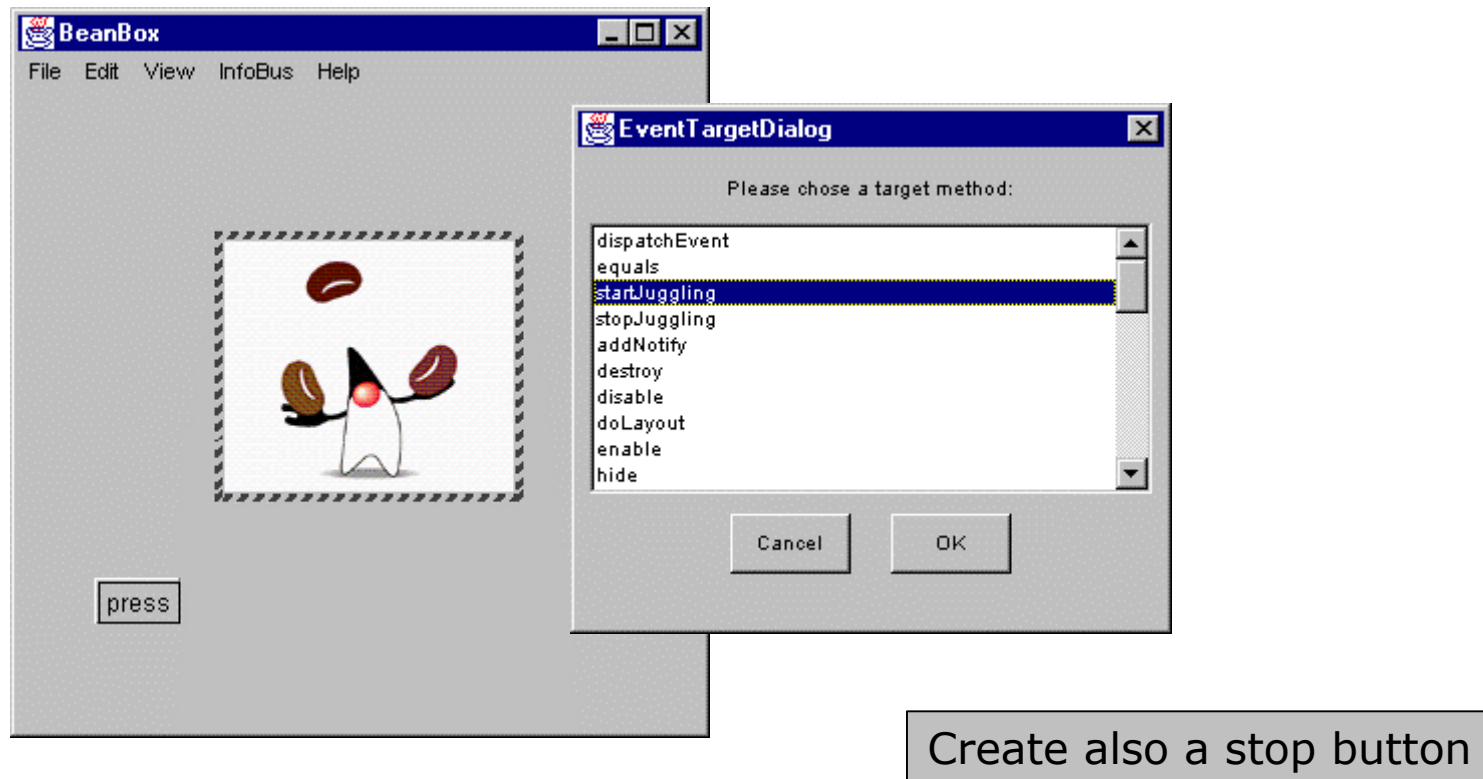 BeanBox
File Edit View InfoBus Help
EventTargetDialog
Please chose a target method:
dispatchEvent
equals
startJuggling
stopJuggling
addNotify
destroy
disable
doLayout
enable
hide
Cancel OK
press
Create also a stop button